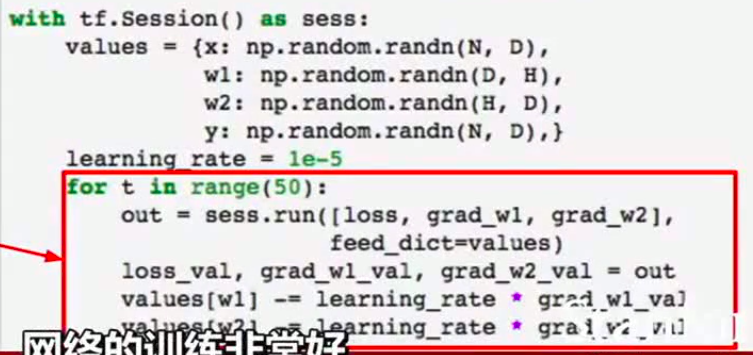 with tf.Session() as sess:
    values = {x: np.random.randn(N, D),
              w1: np.random.randn(D, H),
              w2: np.random.randn(H, D),
              y: np.random.randn(N, D),}
    learning_rate = 1e-5
    for t in range(50):
        out = sess.run([loss, grad_w1, grad_w2],
                       feed_dict=values)
        loss_val, grad_w1_val, grad_w2_val = out
        values[w1] -= learning_rate * grad_w1_val
        values[w2] -= learning_rate * grad_w2_val
网络的训练非常好